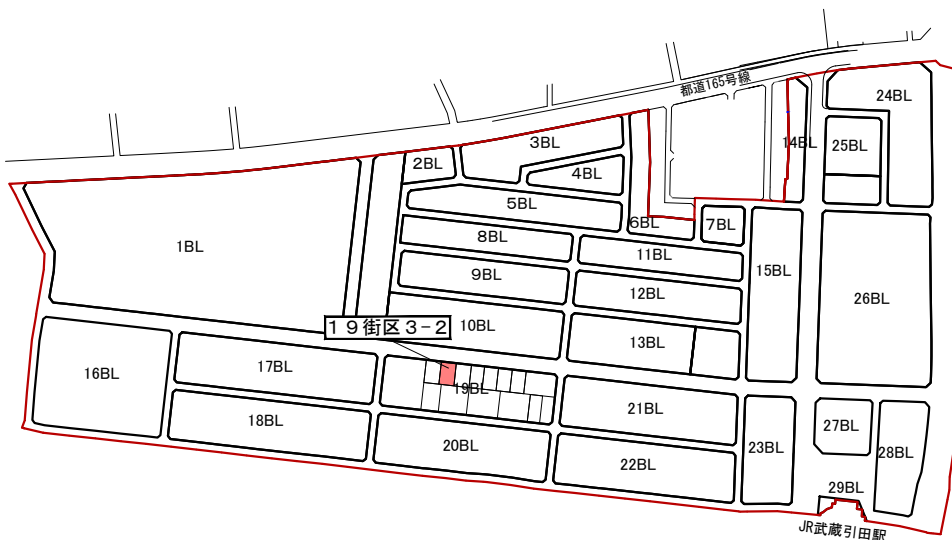 都道165号線
24BL
3BL
14BL
25BL
2BL
4BL
5BL
6BL
7BL
1BL
8BL
11BL
9BL
15BL
12BL
26BL
10BL
19街区3-2
13BL
17BL
16BL
19BL
21BL
18BL
27BL
20BL
23BL
28BL
22BL
29BL
JR武蔵引田駅